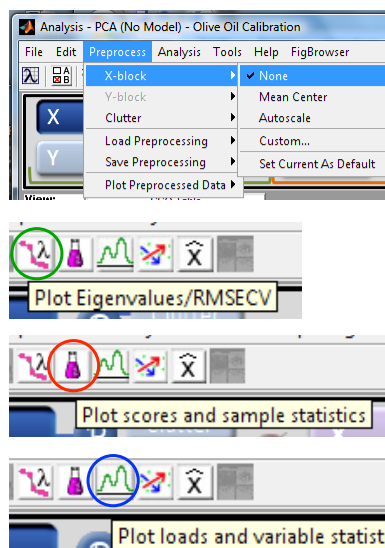 Analysis - PCA (No Model) - Olive Oil Calibration
File Edit Preprocess Analysis Tools Help FigBrowser
X-block
None
Y-block
Mean Center
Clutter
Autoscale
Load Preprocessing
Custom...
Save Preprocessing
Set Current As Default
Plot Preprocessed Data
X
Y
View:
λ
x̂
Plot Eigenvalues/RMSECV
λ
x̂
Plot scores and sample statistics
λ
x̂
Plot loads and variable statist